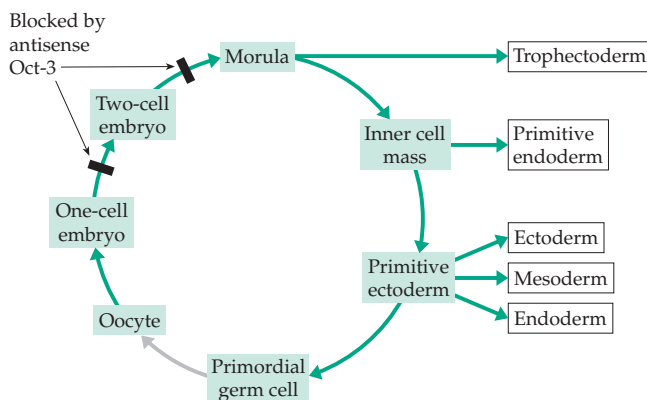 Blocked by
antisense
Oct-3
Morula
Trophectoderm
Two-cell
embryo
Inner cell
mass
Primitive
endoderm
One-cell
embryo
Ectoderm
Primitive
ectoderm
Mesoderm
Endoderm
Oocyte
Primordial
germ cell